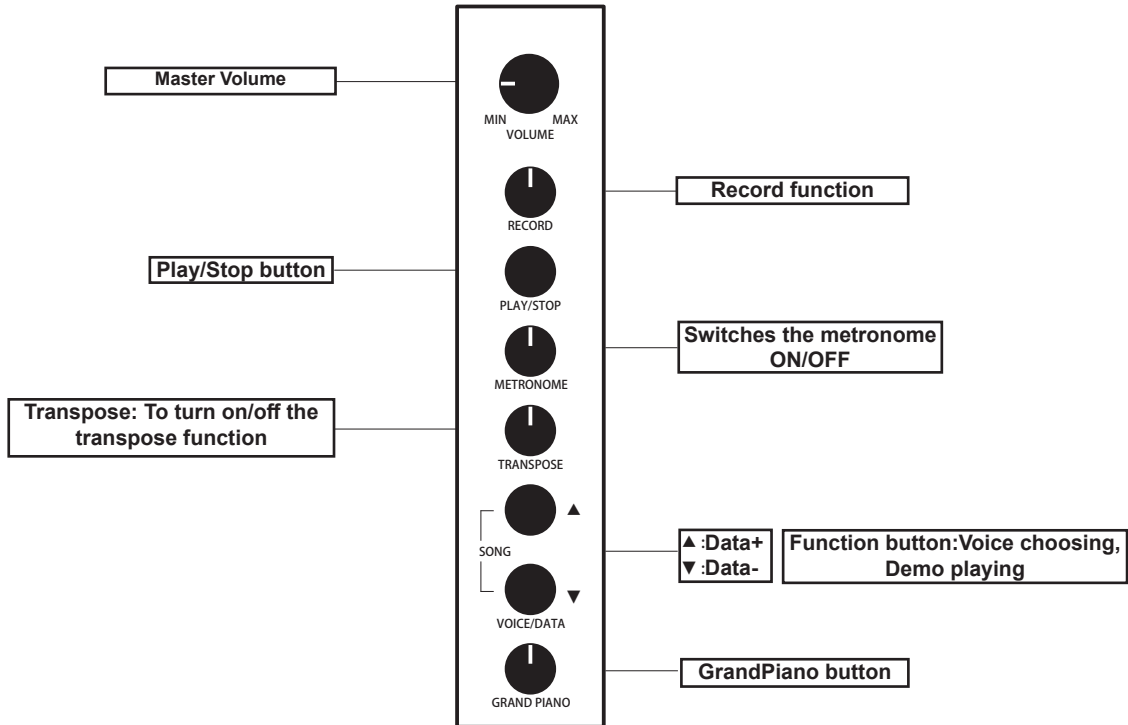 Master Volume
MIN MAX
VOLUME
Record function
RECORD
Play/Stop button
PLAY/STOP
Switches the metronome
ON/OFF
METRONOME
Transpose: To turn on/off the
transpose function
TRANSPOSE
▲
SONG
▲ :Data+
▼ :Data-
Function button:Voice choosing,
Demo playing
▼
VOICE/DATA
GrandPiano button
GRAND PIANO